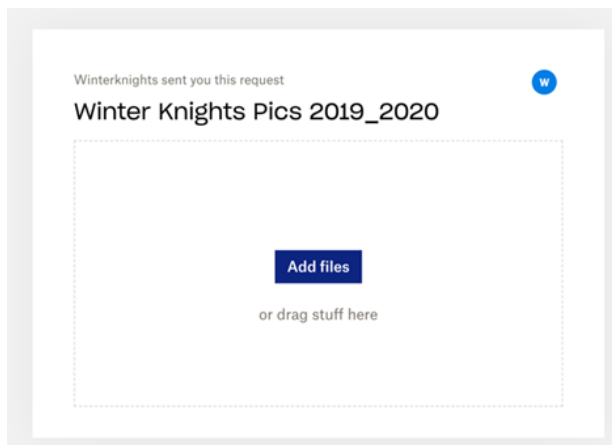 Winterknights sent you this request
W
Winter Knights Pics 2019_2020
Add files
or drag stuff here